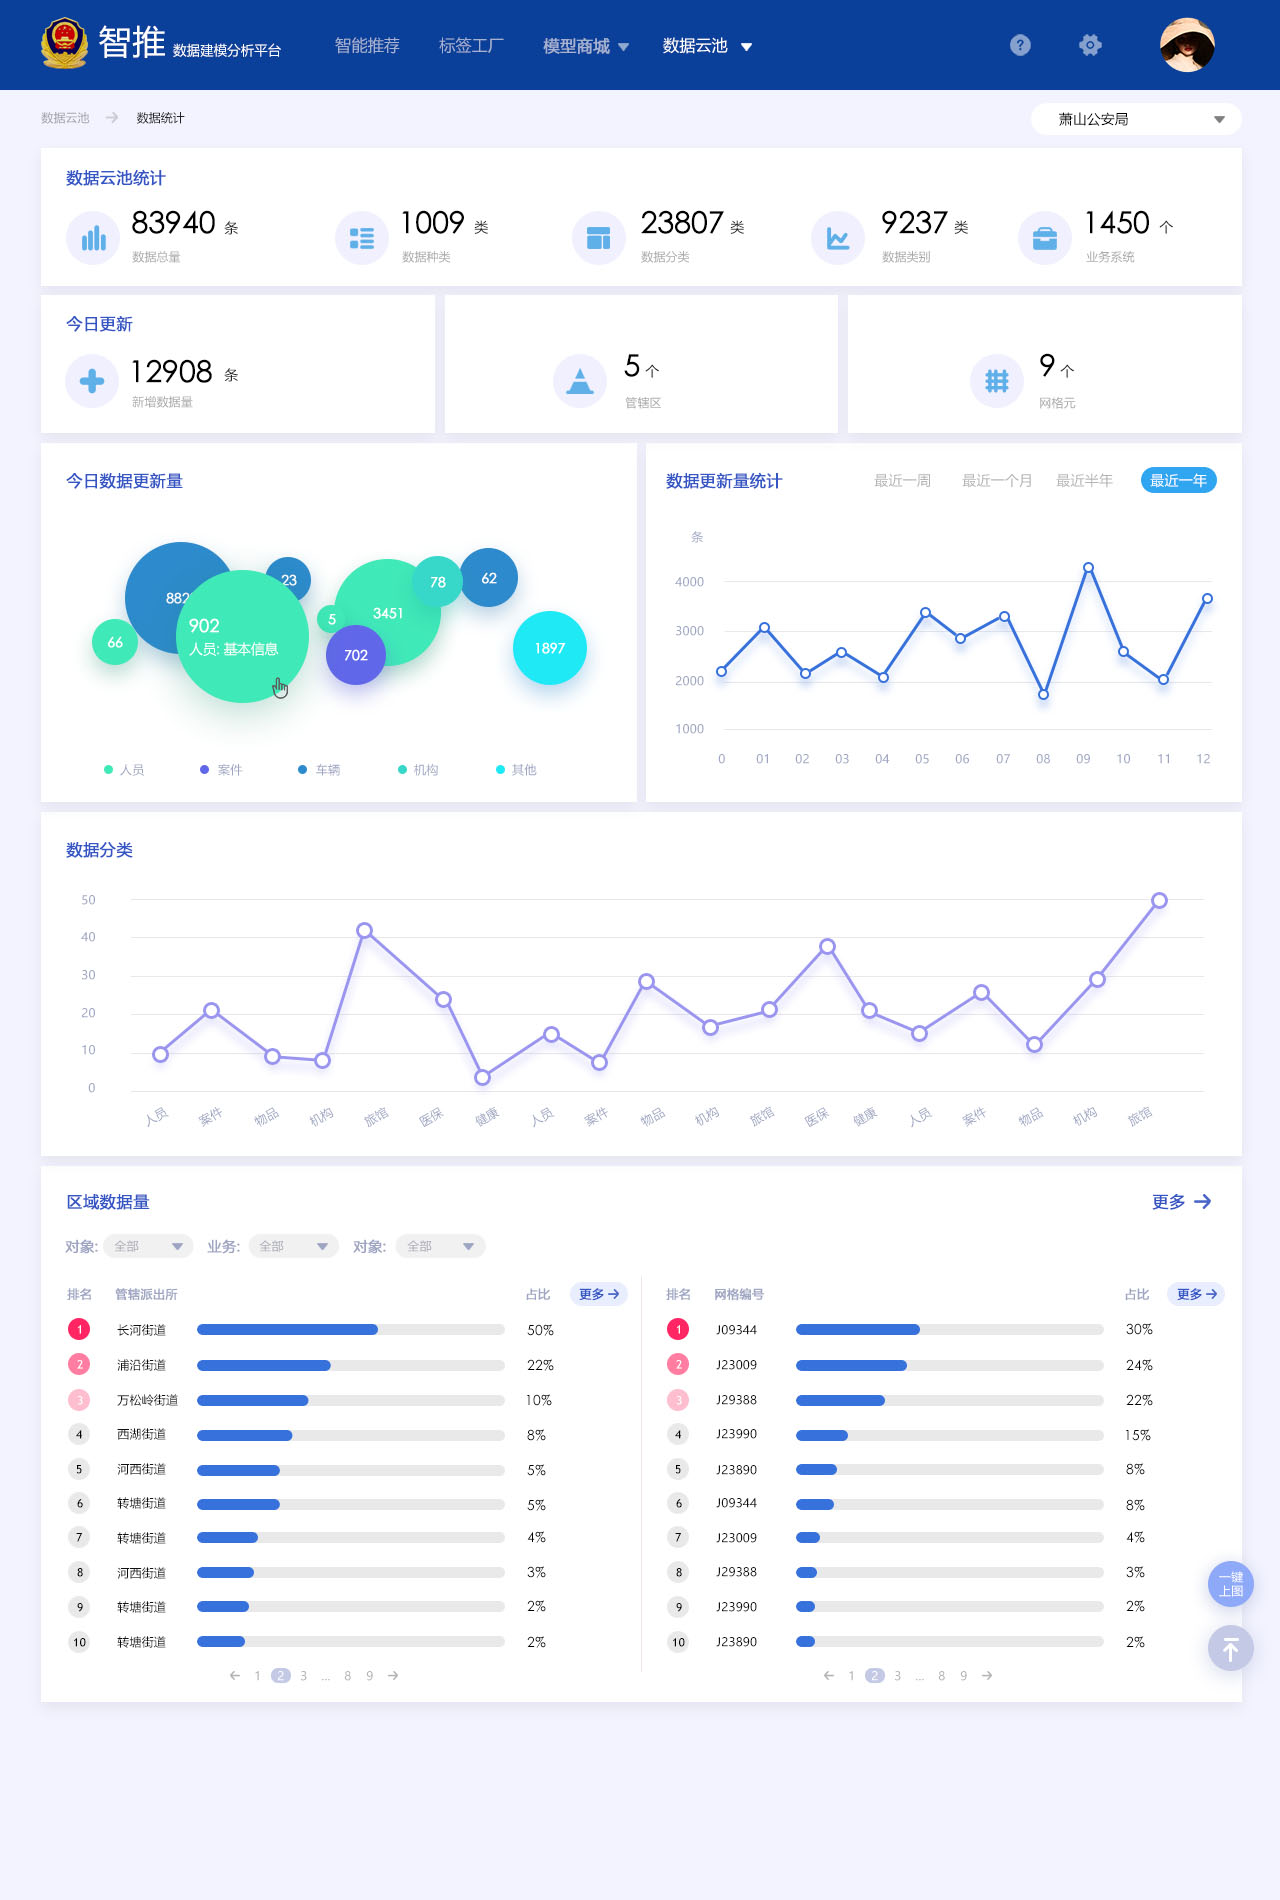 智推 数据建模分析平台 智能推荐 标签工厂 模型商城 数据云池 ?
数据云池 数据统计 萧山公安局
数据云池统计
83940 条 1009 类 23807 类 9237 类 1450 个
数据总量 数据种类 数据分类 数据类别 业务系统
今日更新
12908 条 5 个 9 个
新增数据量 管辖区 网格元
今日数据更新量
882
23
66
902
人员: 基本信息
5
3451
78
62
702
1897
人员 案件 车辆 机构 其他
数据更新量统计 最近一周 最近一个月 最近半年 最近一年
条
4000
3000
2000
1000
0 01 02 03 04 05 06 07 08 09 10 11 12
数据分类
50
40
30
20
10
0
人员 案件 物品 机构 旅馆 医保 健康 人员 案件 物品 机构 旅馆 医保 健康 人员 案件 物品 机构 旅馆
区域数据量 更多
对象: 全部 业务: 全部 对象: 全部
排名 管辖派出所 占比 更多
1 长河街道 50%
2 浦沿街道 22%
3 万松岭街道 10%
4 西湖街道 8%
5 河西街道 5%
6 转塘街道 5%
7 转塘街道 4%
8 河西街道 3%
9 转塘街道 2%
10 转塘街道 2%
1 2 3 ... 8 9
排名 网格编号 占比 更多
1 J09344 30%
2 J23009 24%
3 J29388 22%
4 J23990 15%
5 J23890 8%
6 J09344 8%
7 J23009 4%
8 J29388 3%
9 J23990 2%
10 J23890 2%
1 2 3 ... 8 9
一键
上图